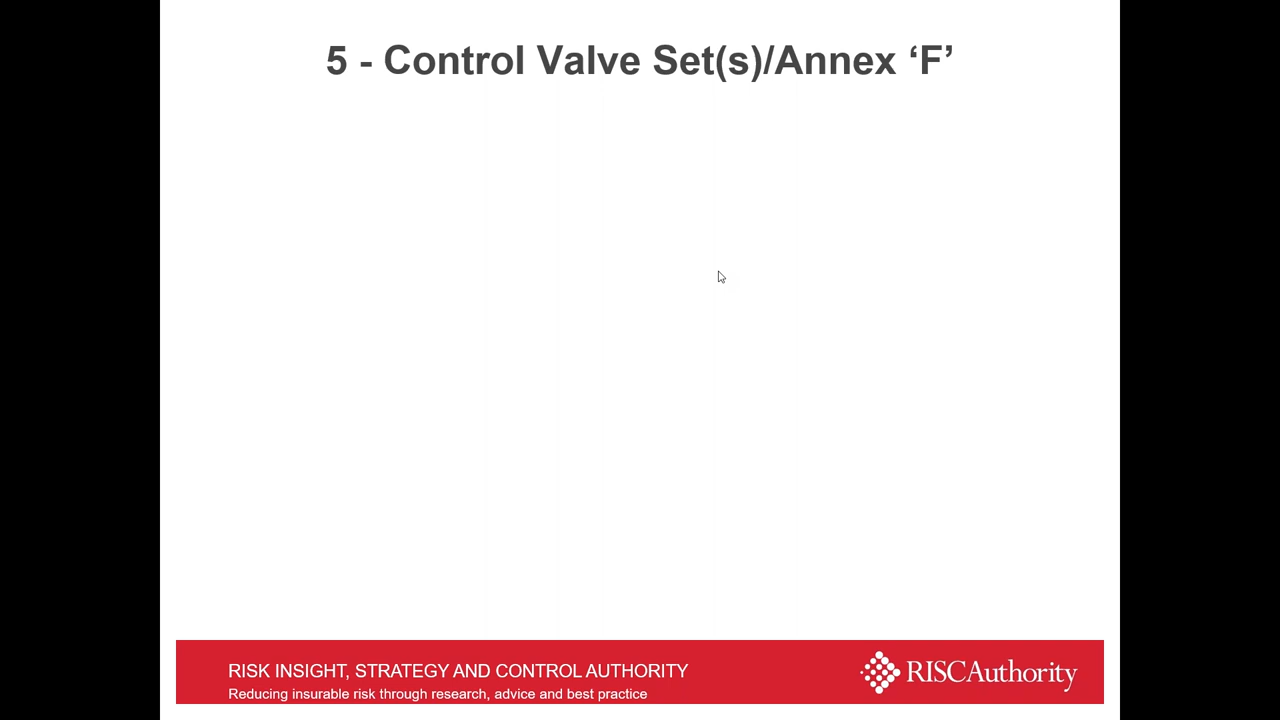 5 - Control Valve Set(s)/Annex ‘F’
RISK INSIGHT, STRATEGY AND CONTROL AUTHORITY
Reducing insurable risk through research, advice and best practice
RISCAuthority